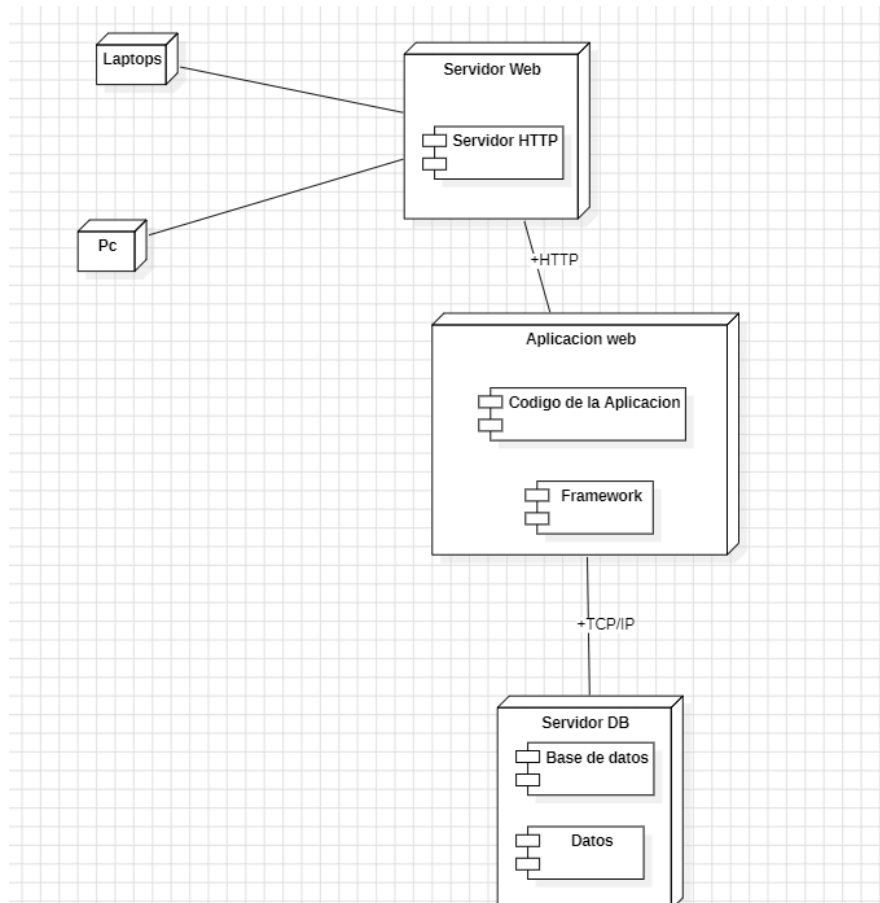 Laptops
Servidor Web
Servidor HTTP
Pc
+HTTP
Aplicacion web
Codigo de la Aplicacion
Framework
+TCP/IP
Servidor DB
Base de datos
Datos